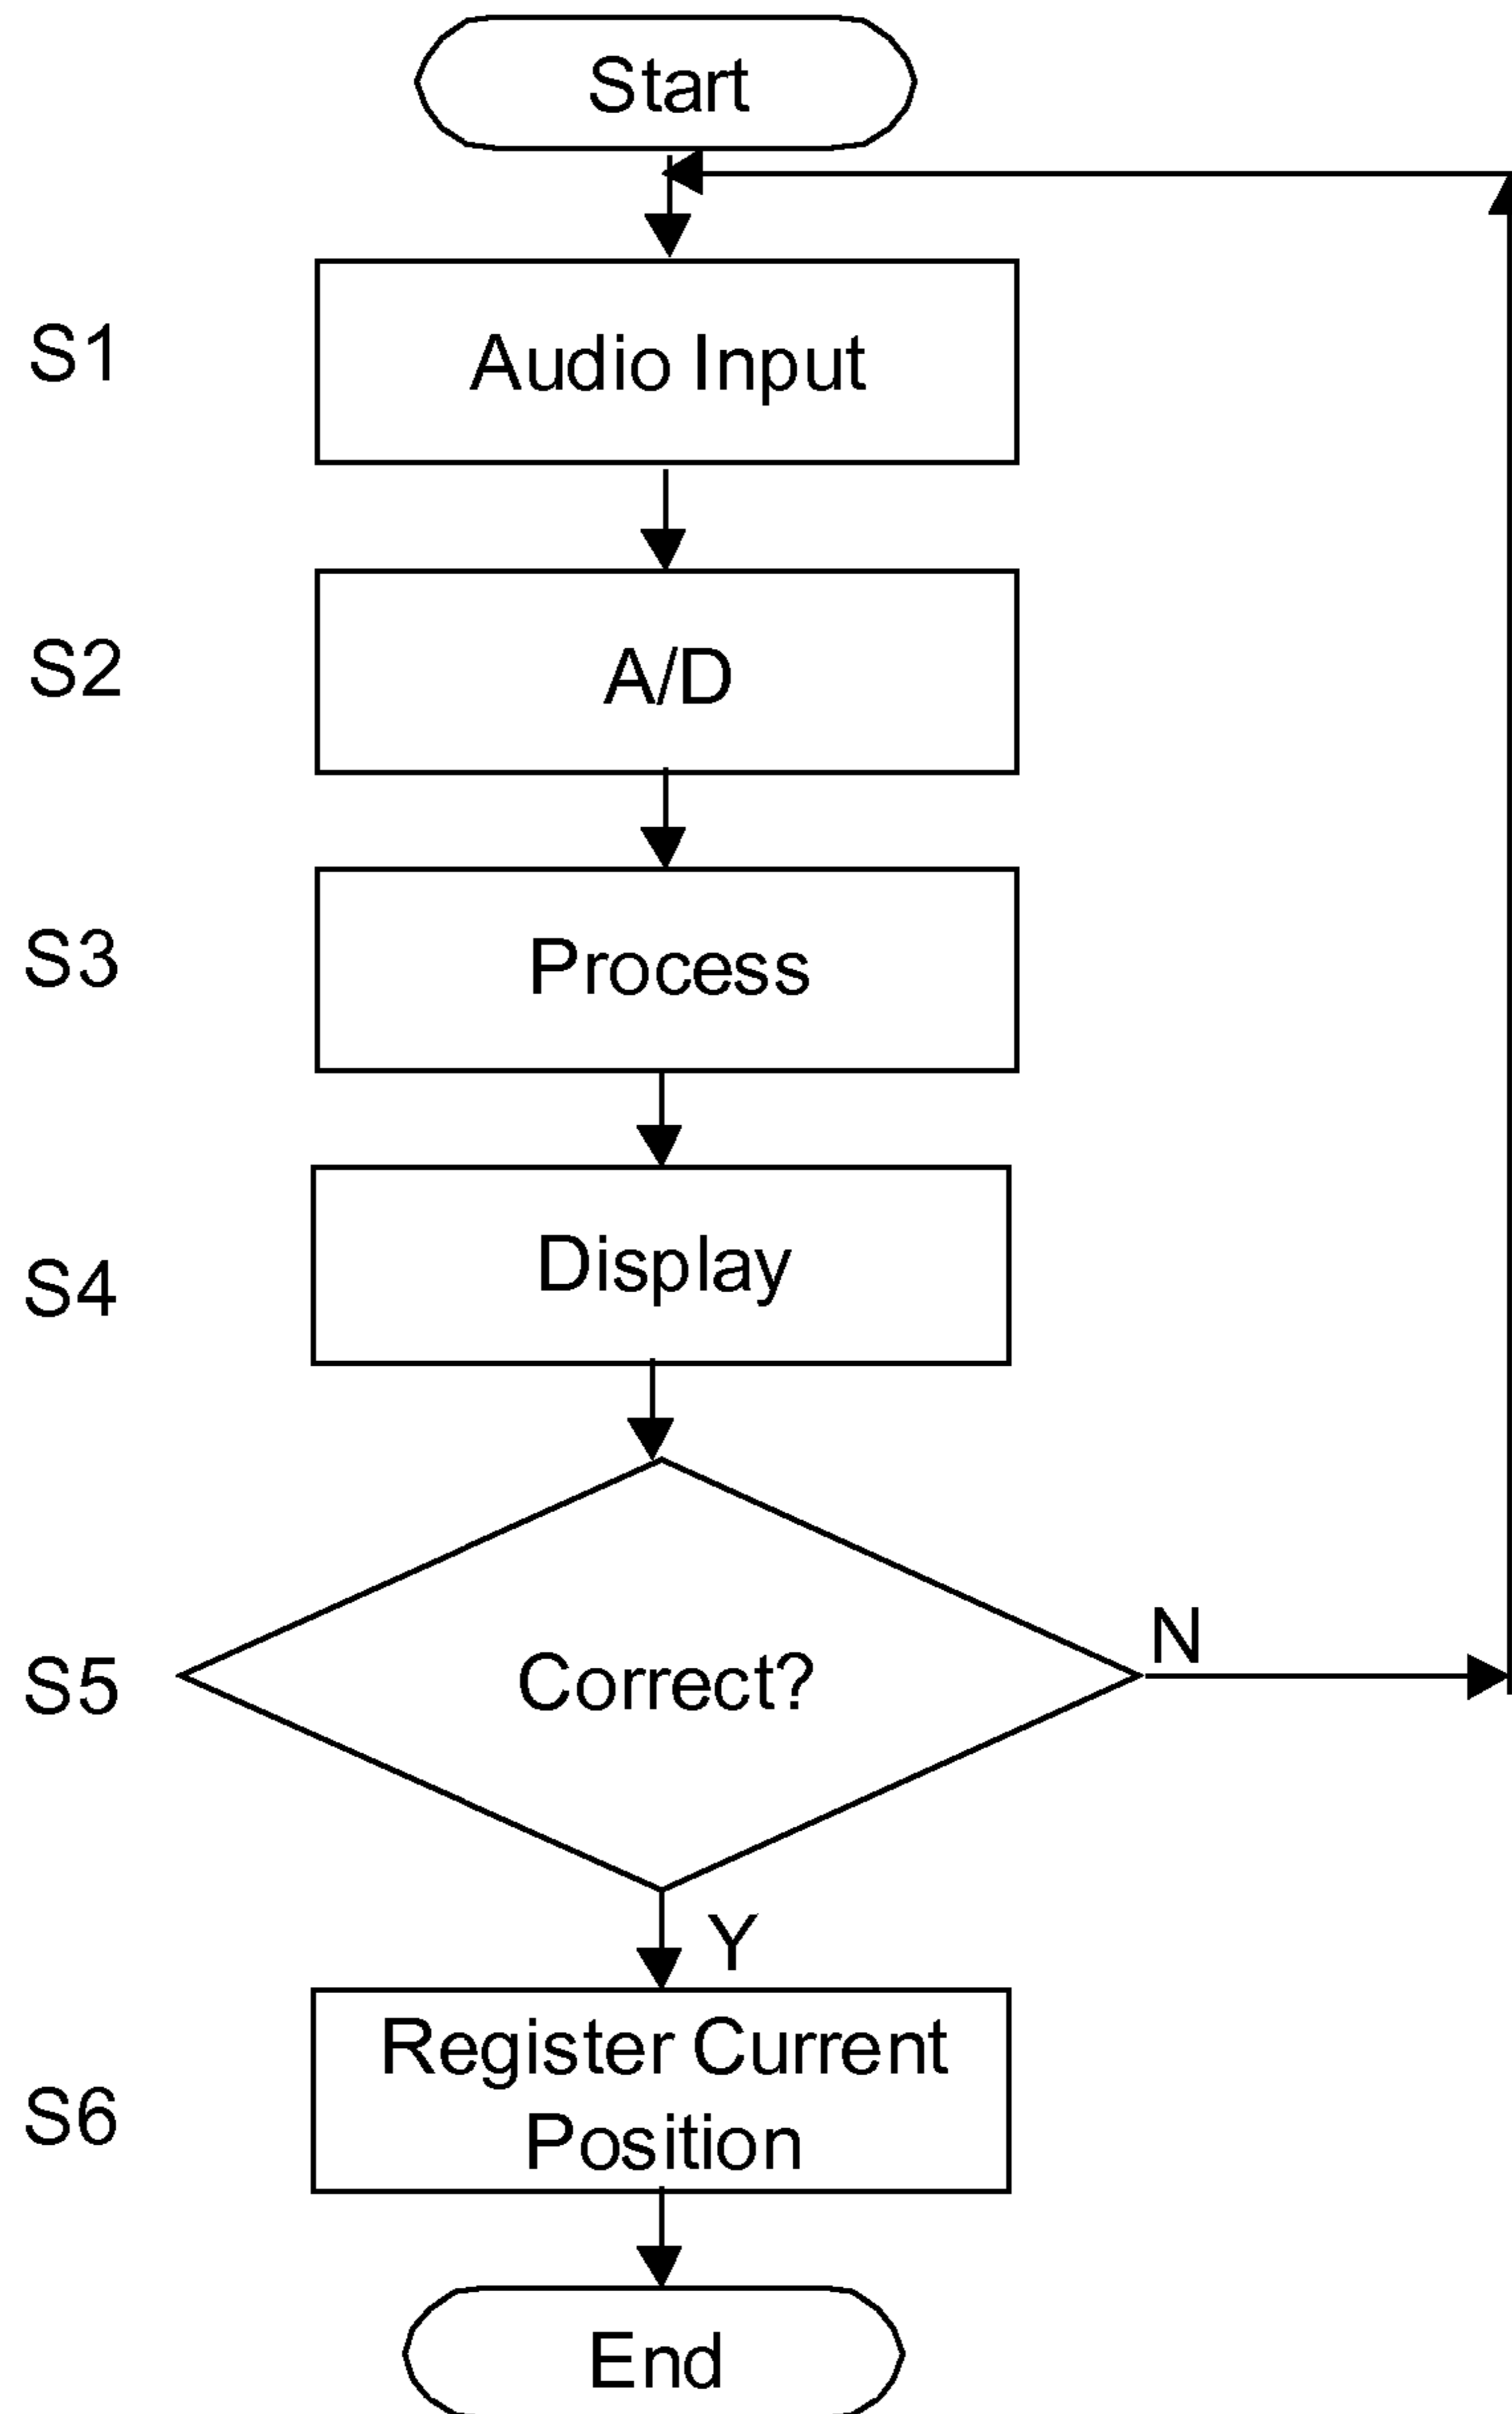 Start
S1
Audio Input
S2
A/D
S3
Process
S4
Display
S5
Correct?
N
Y
S6
Register Current
Position
End